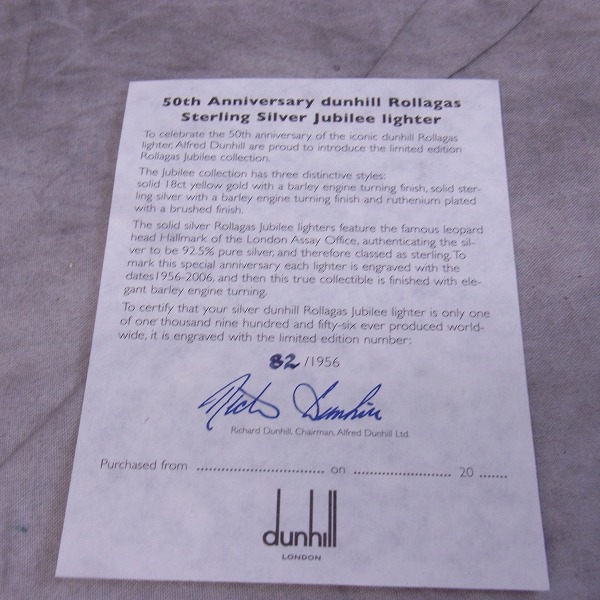 50th Anniversary dunhill Rollagas
Sterling Silver Jubilee lighter
To celebrate the 50th anniversary of the iconic dunhill Rollagas
lighter, Alfred Dunhill are proud to introduce the limited edition
Rollagas Jubilee collection.
The Jubilee collection has three distinctive styles:
solid 18ct yellow gold with a barley engine turning finish, solid ster-
ling silver with a barley engine turning finish and ruthenium plated
with a brushed finish.
The solid silver Rollagas Jubilee lighters feature the famous leopard
head Hallmark of the London Assay Office, authenticating the sil-
ver to be 92.5% pure silver, and therefore classed as sterling. To
mark this special anniversary each lighter is engraved with the
dates1956-2006, and then this true collectible is finished with ele-
gant barley engine turning.
To certify that your silver dunhill Rollagas Jubilee lighter is only one
of one thousand nine hundred and fifty-six ever produced world-
wide, it is engraved with the limited edition number:
82 /1956
Richard Dunhill, Chairman, Alfred Dunhill Ltd.
Purchased from ................................ on ........................ 20 .......
dunhill
LONDON